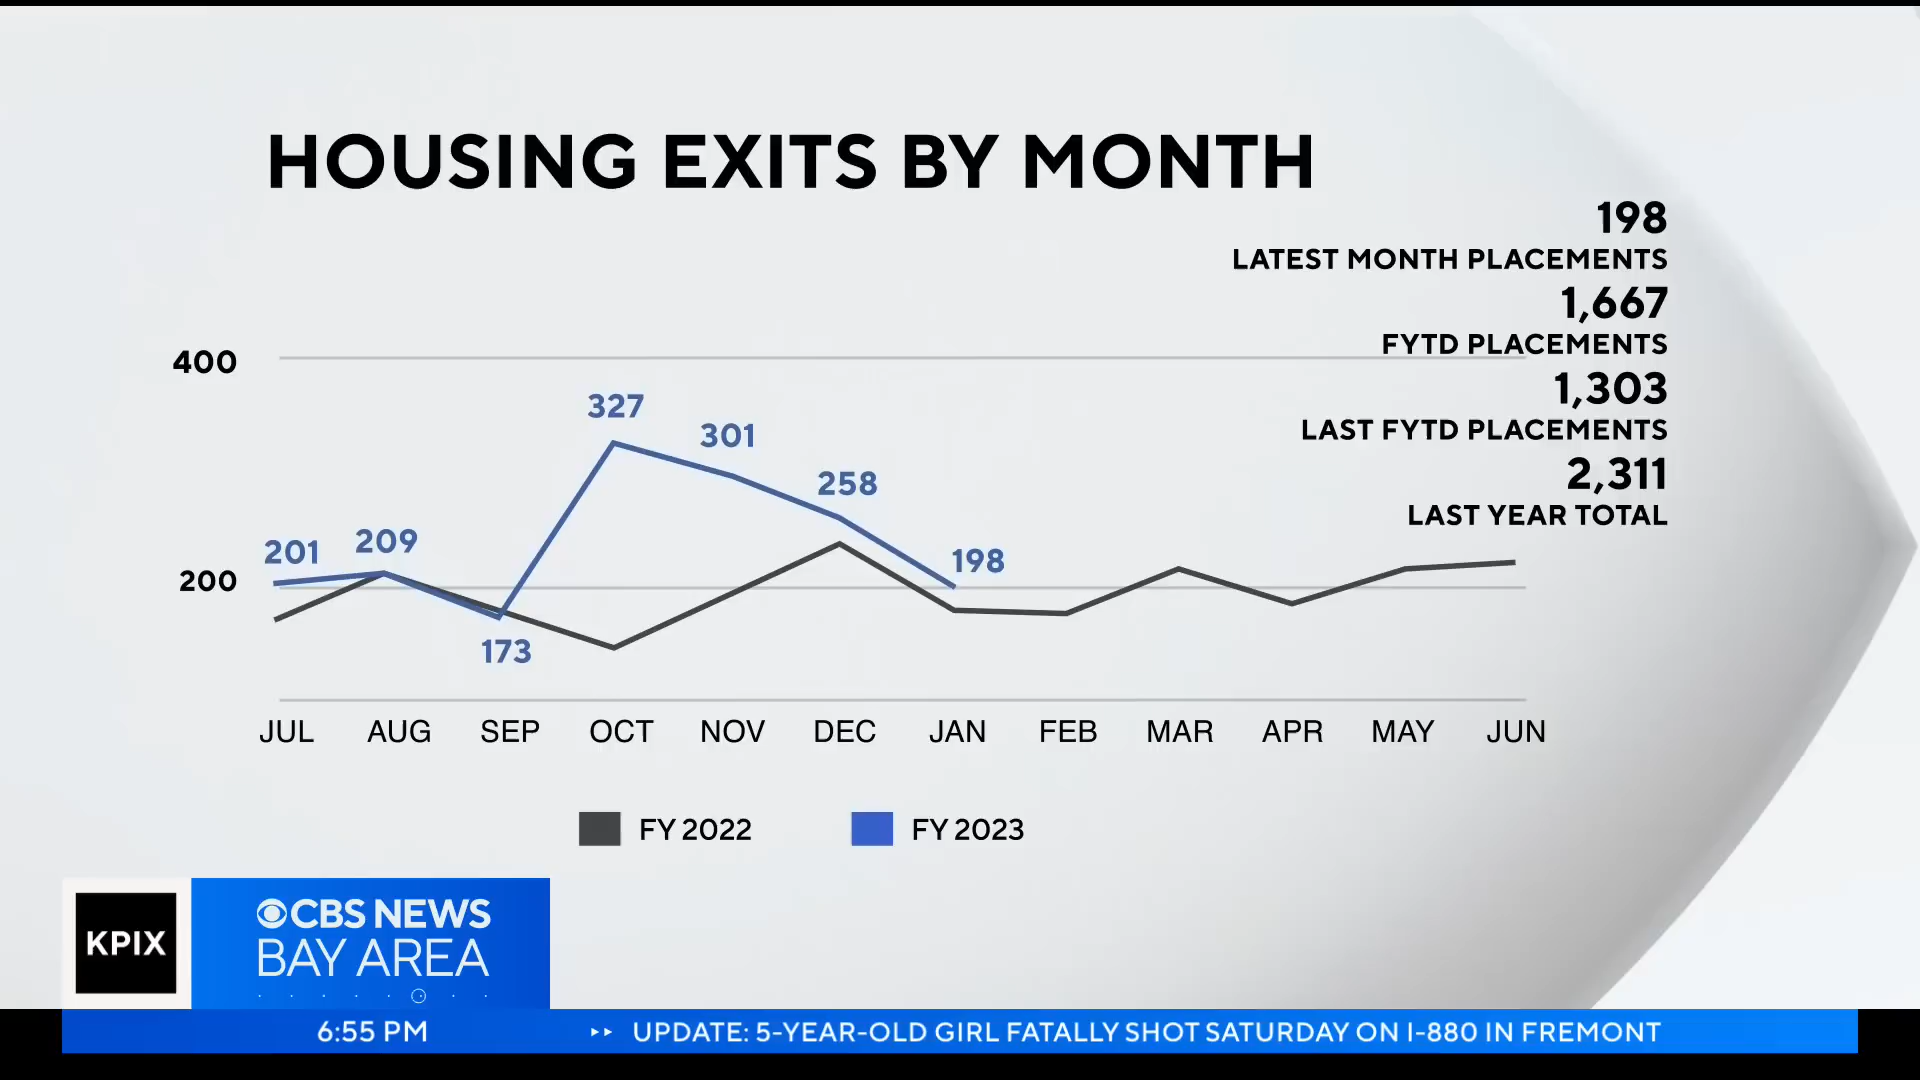 HOUSING EXITS BY MONTH
198
LATEST MONTH PLACEMENTS
1,667
FYTD PLACEMENTS
1,303
LAST FYTD PLACEMENTS
2,311
LAST YEAR TOTAL
400
327
301
258
201
209
198
200
173
JUL AUG SEP OCT NOV DEC JAN FEB MAR APR MAY JUN
FY 2022 FY 2023
KPIX
CBS NEWS
BAY AREA
6:55 PM
UPDATE: 5-YEAR-OLD GIRL FATALLY SHOT SATURDAY ON I-880 IN FREMONT